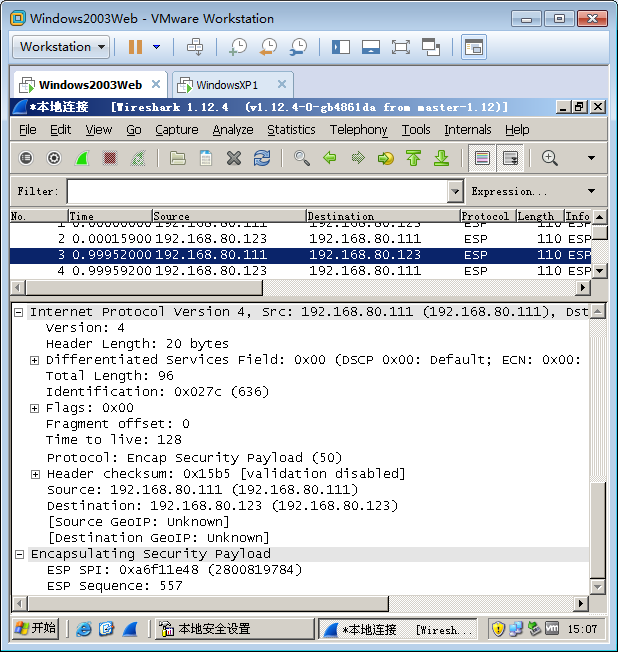 Windows2003Web - VMware Workstation
Workstation
Windows2003Web
WindowsXP1
*本地连接 [Wireshark 1.12.4 (v1.12.4-0-gb4861da from master-1.12)]
File Edit View Go Capture Analyze Statistics Telephony Tools Internals Help
Filter: Expression...
No. Time Source Destination Protocol Length Info
1 0.00000000 192.168.80.111 192.168.80.123 ESP 110 ESP
2 0.00015900 192.168.80.123 192.168.80.111 ESP 110 ESP
3 0.99952000 192.168.80.111 192.168.80.123 ESP 110 ESP
4 0.99959200 192.168.80.123 192.168.80.111 ESP 110 ESP
Internet Protocol Version 4, Src: 192.168.80.111 (192.168.80.111), Dst
Version: 4
Header Length: 20 bytes
Differentiated Services Field: 0x00 (DSCP 0x00: Default; ECN: 0x00:
Total Length: 96
Identification: 0x027c (636)
Flags: 0x00
Fragment offset: 0
Time to live: 128
Protocol: Encap Security Payload (50)
Header checksum: 0x15b5 [validation disabled]
Source: 192.168.80.111 (192.168.80.111)
Destination: 192.168.80.123 (192.168.80.123)
[Source GeoIP: Unknown]
[Destination GeoIP: Unknown]
Encapsulating Security Payload
ESP SPI: 0xa6f11e48 (2800819784)
ESP Sequence: 557
开始 本地安全设置 *本地连接 [Wiresh... 15:07